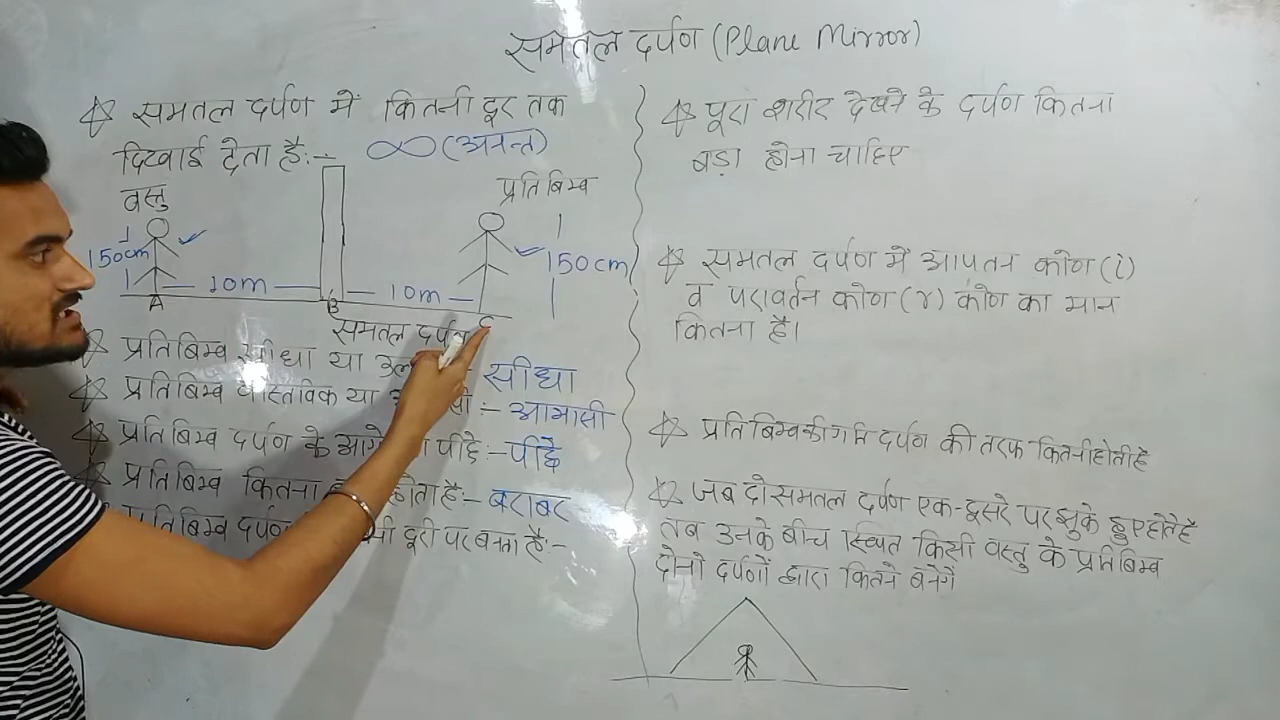 समतल दर्पण (Plane Mirror)
समतल दर्पण में कितनी दूर तक
दिखाई देता है:- ∞ (अनन्त)
वस्तु
प्रतिबिम्ब
150cm
10m
10m
150cm
A
B
C
समतल दर्पण
प्रतिबिम्ब सीधा या :- सीधा
प्रतिबिम्ब वास्तविक या :- आभासी
प्रतिबिम्ब दर्पण के आगे पीछे:- पीछे
प्रतिबिम्ब कितना होता है:- बराबर
प्रतिबिम्ब दर्पण दूरी पर बनता है:-
पूरा शरीर देखने के दर्पण कितना
बड़ा होना चाहिए
समतल दर्पण में आपतन कोण (i)
व परावर्तन कोण (r) कोण का मान
कितना है।
प्रतिबिम्ब की गति दर्पण की तरफ कितनी होती है
जब दो समतल दर्पण एक-दूसरे पर झुके हुए होते है
तब उनके बीच स्थित किसी वस्तु के प्रतिबिम्ब
दोनो दर्पणों द्वारा कितने बनेगें